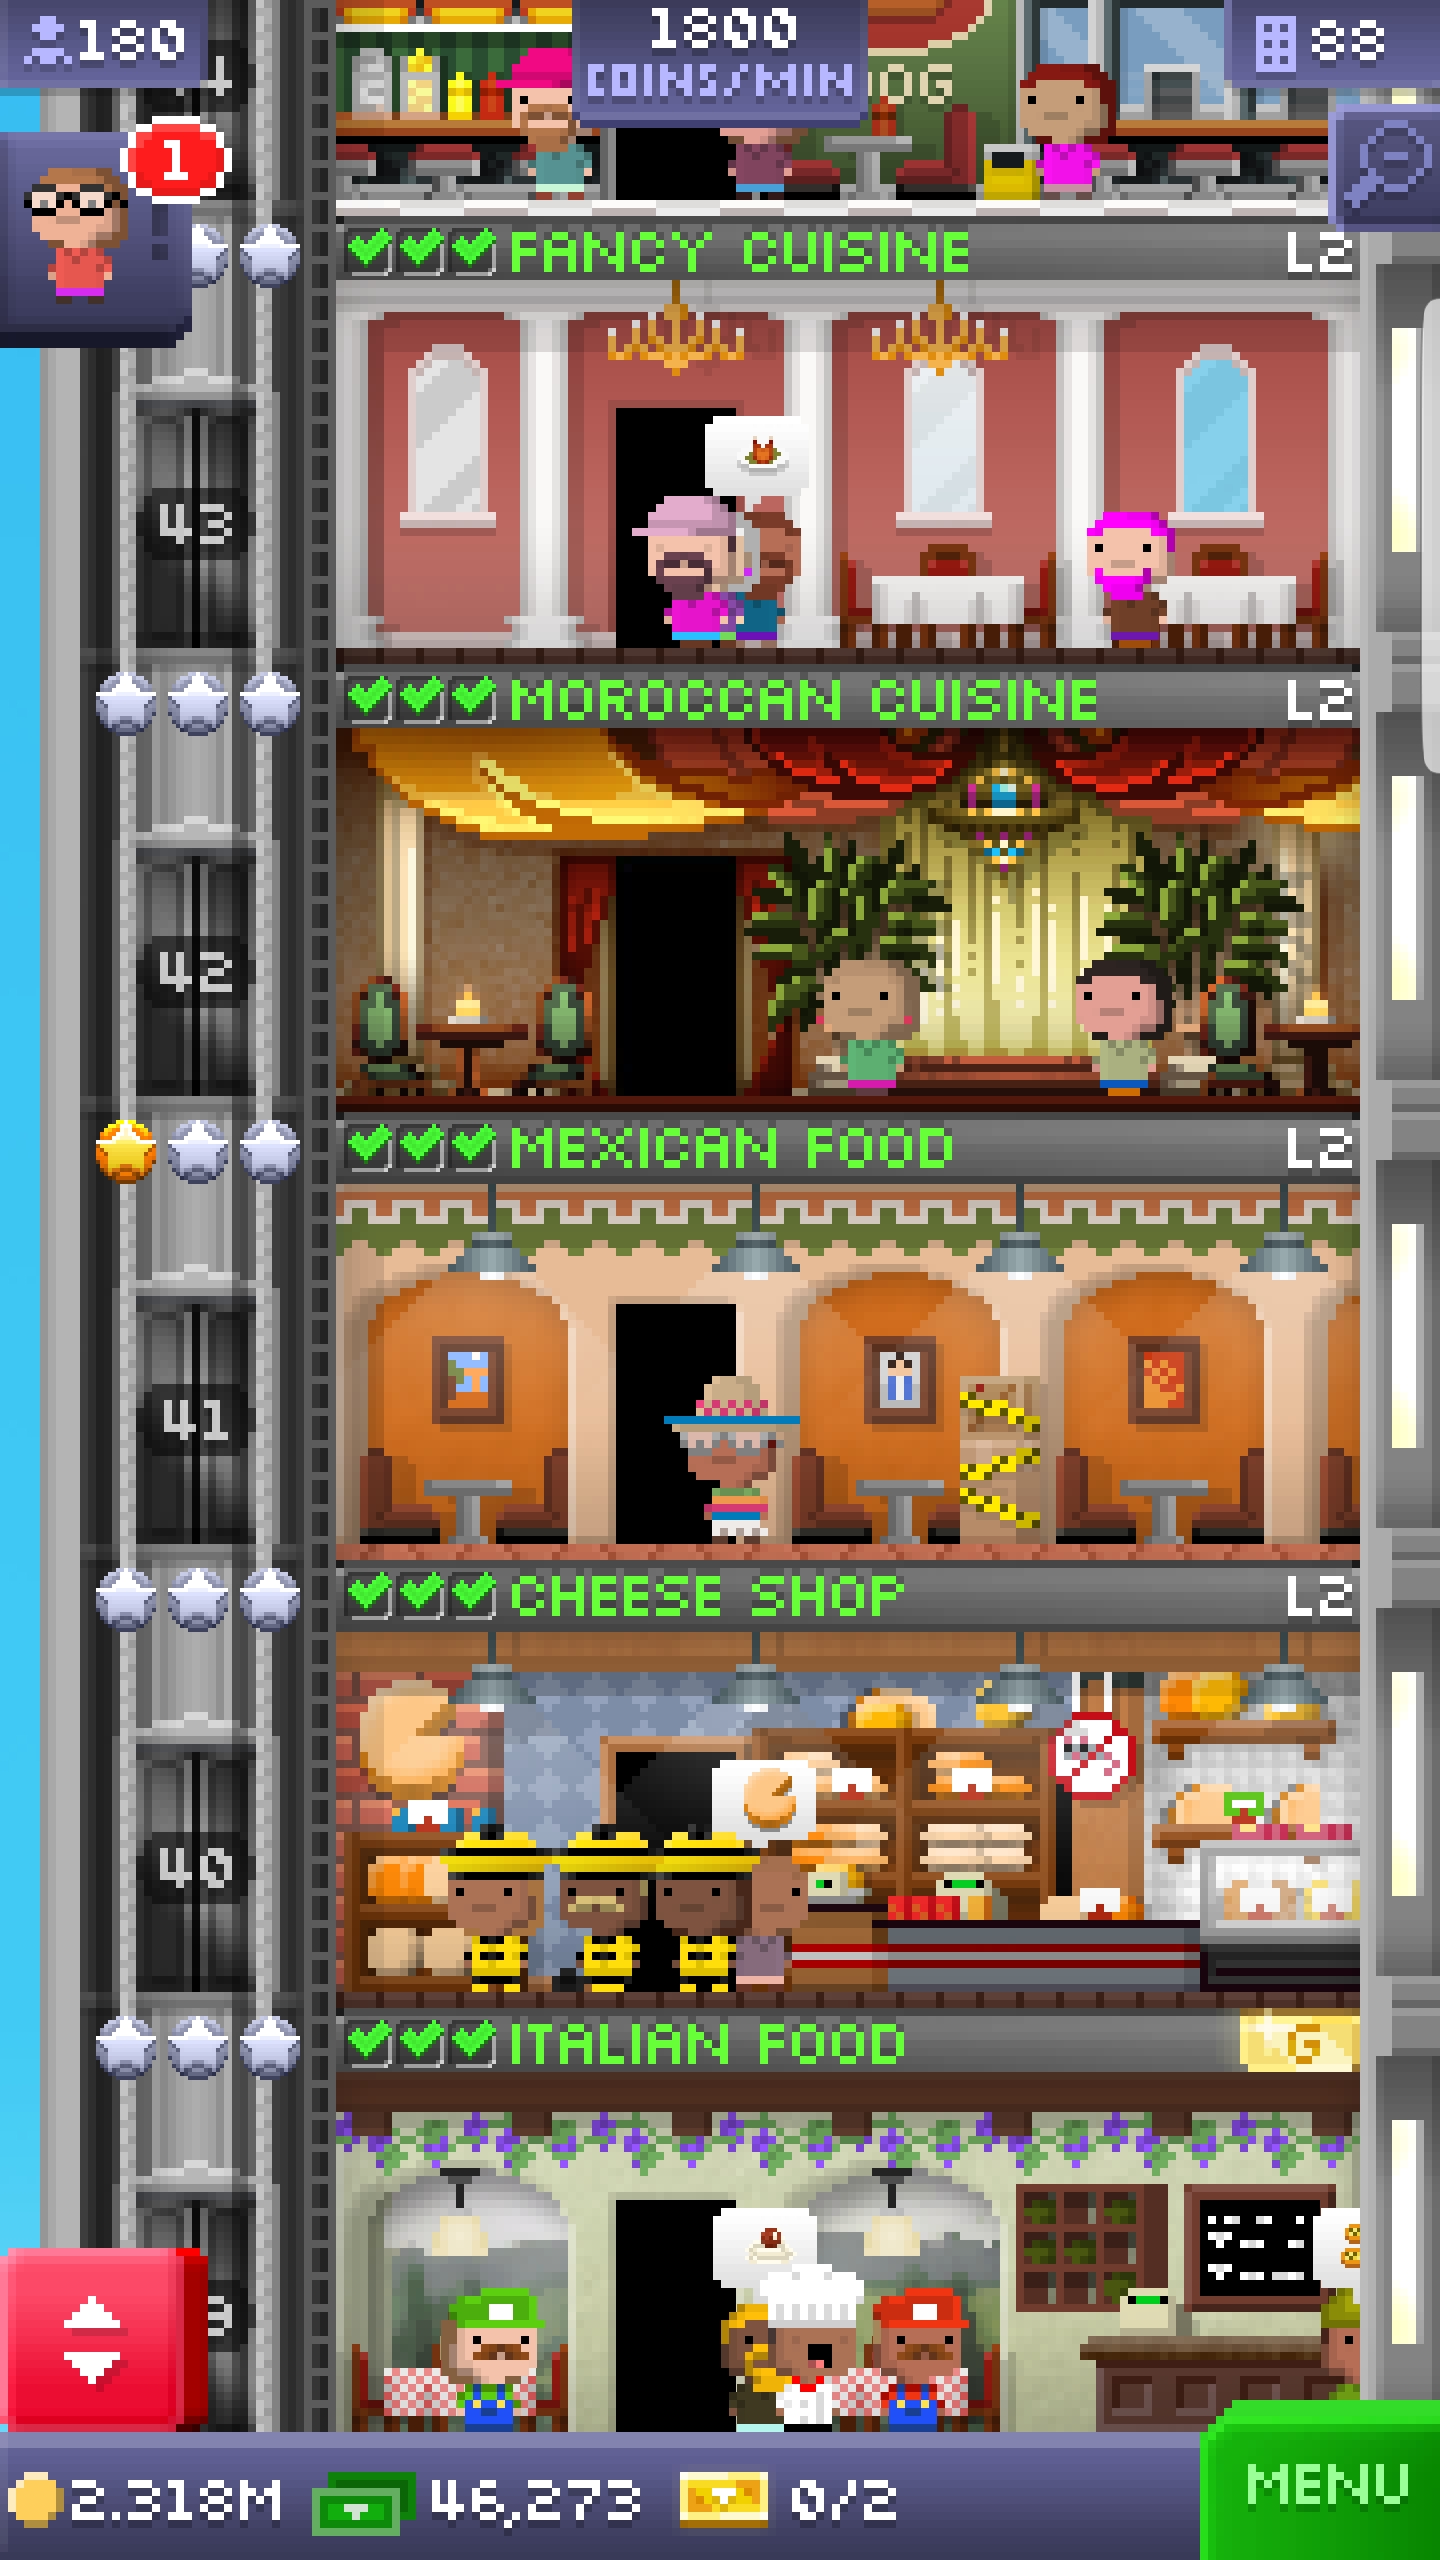 180
1800
COINS/MIN
88
OG
1
FANCY CUISINE L2
43
MOROCCAN CUISINE L2
42
MEXICAN FOOD L2
41
CHEESE SHOP L2
40
ITALIAN FOOD G
2.318M 46,273 0/2 MENU